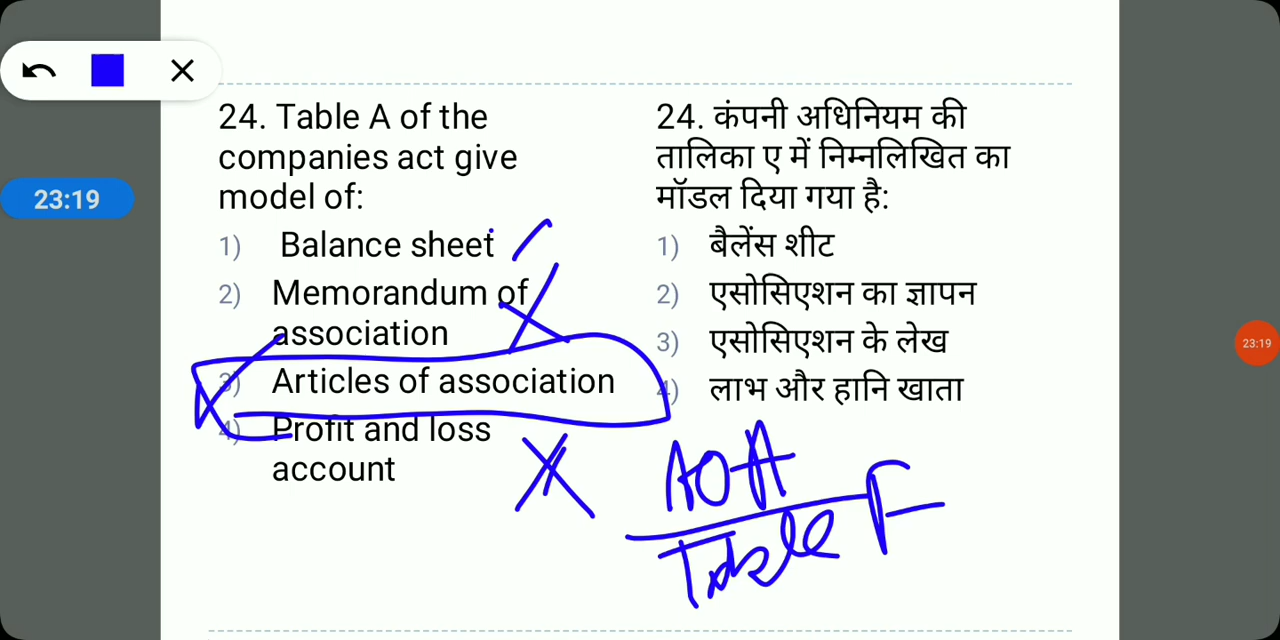 23:19
24. Table A of the
companies act give
model of:
1) Balance sheet
2) Memorandum of
association
3) Articles of association
4) Profit and loss
account
24. कंपनी अधिनियम की
तालिका ए में निम्नलिखित का
मॉडल दिया गया है:
1) बैलेंस शीट
2) एसोसिएशन का ज्ञापन
3) एसोसिएशन के लेख
4) लाभ और हानि खाता
AOA
Table F
23:19